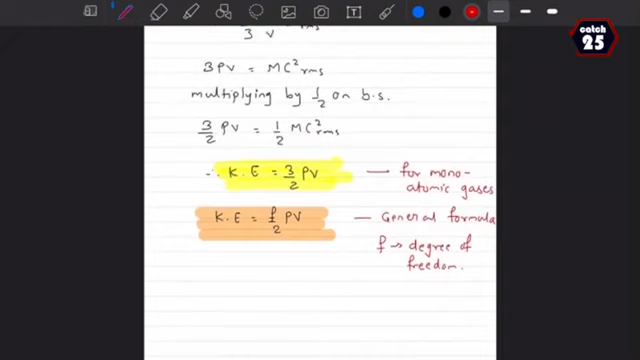 catch
25
3 V
3PV = MC²rms
multiplying by 1/2 on b.s.
3/2 PV = 1/2 MC²rms
∴ K.E = 3/2 PV — for mono-
atomic gases
K.E = f/2 PV — General formula
f → degree of
freedom.